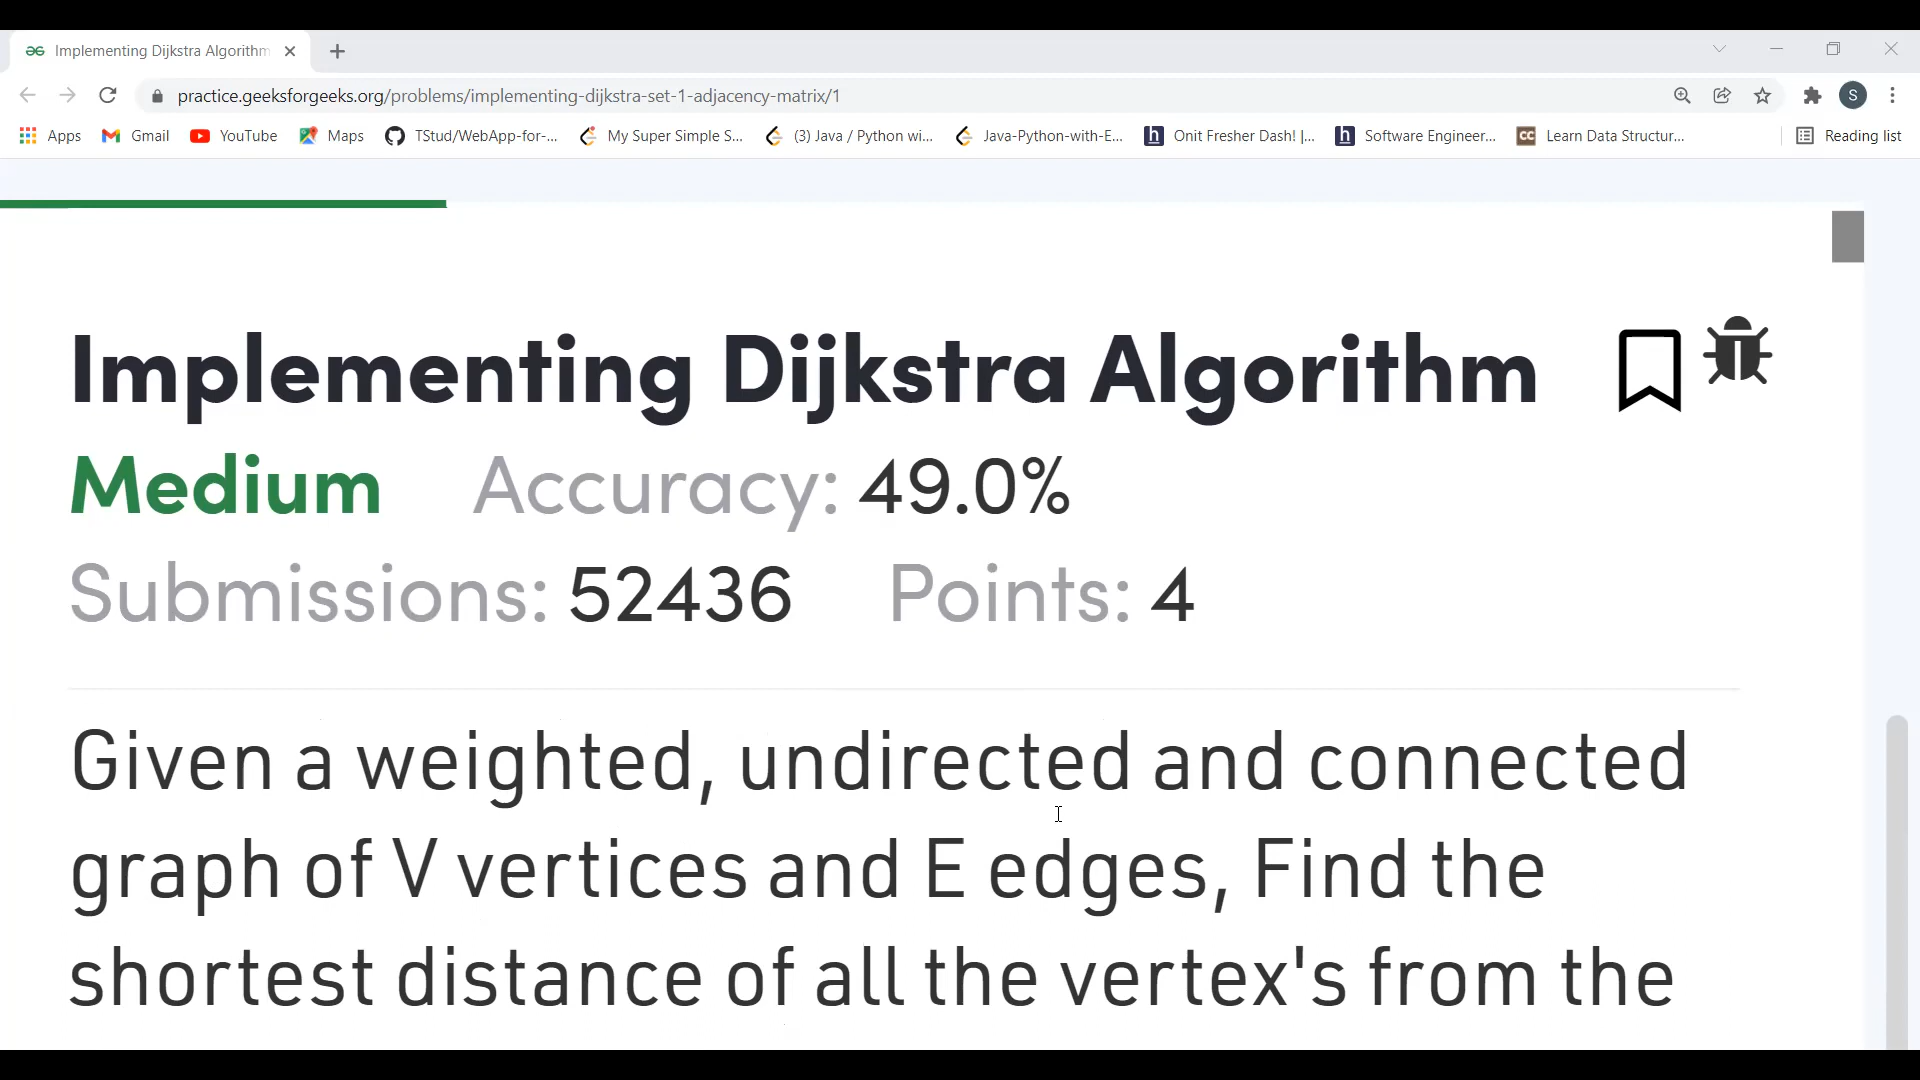 Implementing Dijkstra Algorithm
practice.geeksforgeeks.org/problems/implementing-dijkstra-set-1-adjacency-matrix/1
S
Apps Gmail YouTube Maps TStud/WebApp-for-... My Super Simple S... (3) Java / Python wi... Java-Python-with-E... h Onit Fresher Dash! |... h Software Engineer... CC Learn Data Structur... Reading list
Implementing Dijkstra Algorithm
Medium Accuracy: 49.0%
Submissions: 52436 Points: 4
Given a weighted, undirected and connected
graph of V vertices and E edges, Find the
shortest distance of all the vertex's from the